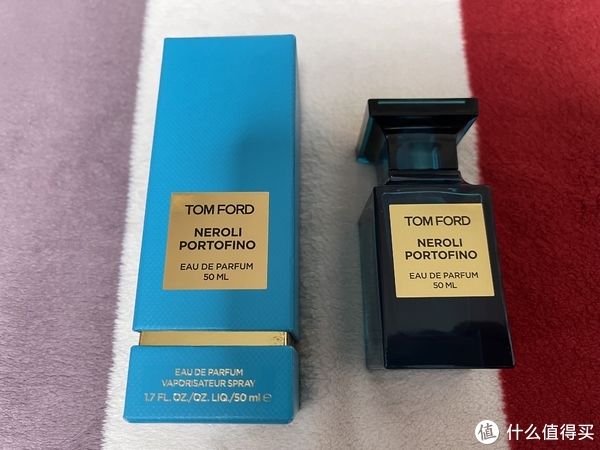 TOM FORD
NEROLI
PORTOFINO
EAU DE PARFUM
50 ML
EAU DE PARFUM
VAPORISATEUR SPRAY
1.7 FL. OZ./OZ. LIQ./50 ml ℮
TOM FORD
NEROLI
PORTOFINO
EAU DE PARFUM
50 ML
值 什么值得买